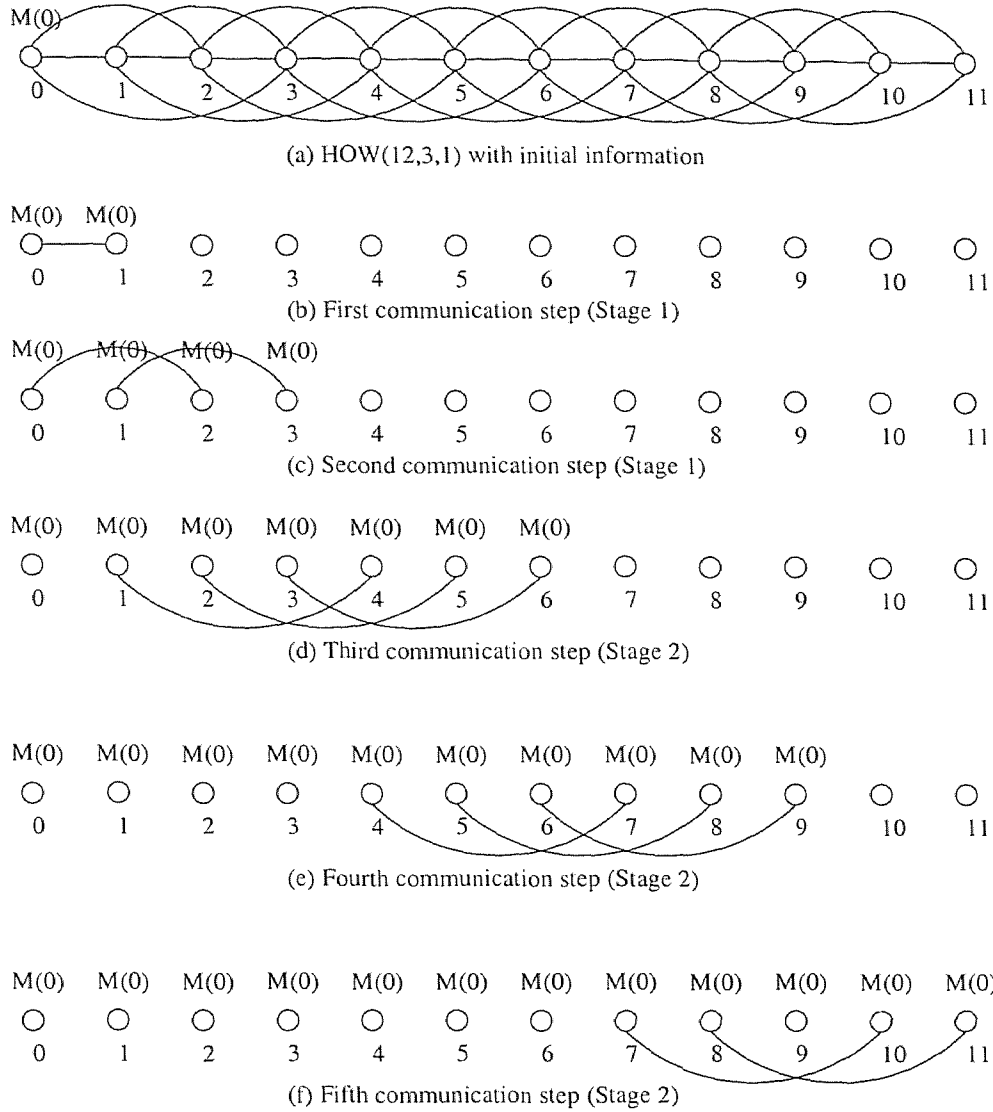 M(0)
0 1 2 3 4 5 6 7 8 9 10 11
(a) HOW(12,3,1) with initial information
M(0) M(0)
0 1 2 3 4 5 6 7 8 9 10 11
(b) First communication step (Stage 1)
M(0) M(0) M(0) M(0)
0 1 2 3 4 5 6 7 8 9 10 11
(c) Second communication step (Stage 1)
M(0) M(0) M(0) M(0) M(0) M(0) M(0)
0 1 2 3 4 5 6 7 8 9 10 11
(d) Third communication step (Stage 2)
M(0) M(0) M(0) M(0) M(0) M(0) M(0) M(0) M(0) M(0)
0 1 2 3 4 5 6 7 8 9 10 11
(e) Fourth communication step (Stage 2)
M(0) M(0) M(0) M(0) M(0) M(0) M(0) M(0) M(0) M(0) M(0) M(0)
0 1 2 3 4 5 6 7 8 9 10 11
(f) Fifth communication step (Stage 2)